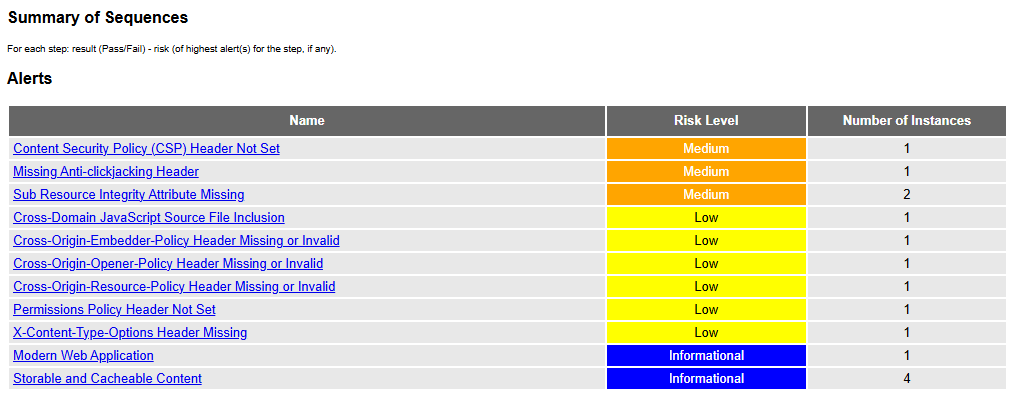 Summary of Sequences
For each step: result (Pass/Fail) - risk (of highest alert(s) for the step, if any).
Alerts
Name Risk Level Number of Instances
Content Security Policy (CSP) Header Not Set Medium 1
Missing Anti-clickjacking Header Medium 1
Sub Resource Integrity Attribute Missing Medium 2
Cross-Domain JavaScript Source File Inclusion Low 1
Cross-Origin-Embedder-Policy Header Missing or Invalid Low 1
Cross-Origin-Opener-Policy Header Missing or Invalid Low 1
Cross-Origin-Resource-Policy Header Missing or Invalid Low 1
Permissions Policy Header Not Set Low 1
X-Content-Type-Options Header Missing Low 1
Modern Web Application Informational 1
Storable and Cacheable Content Informational 4